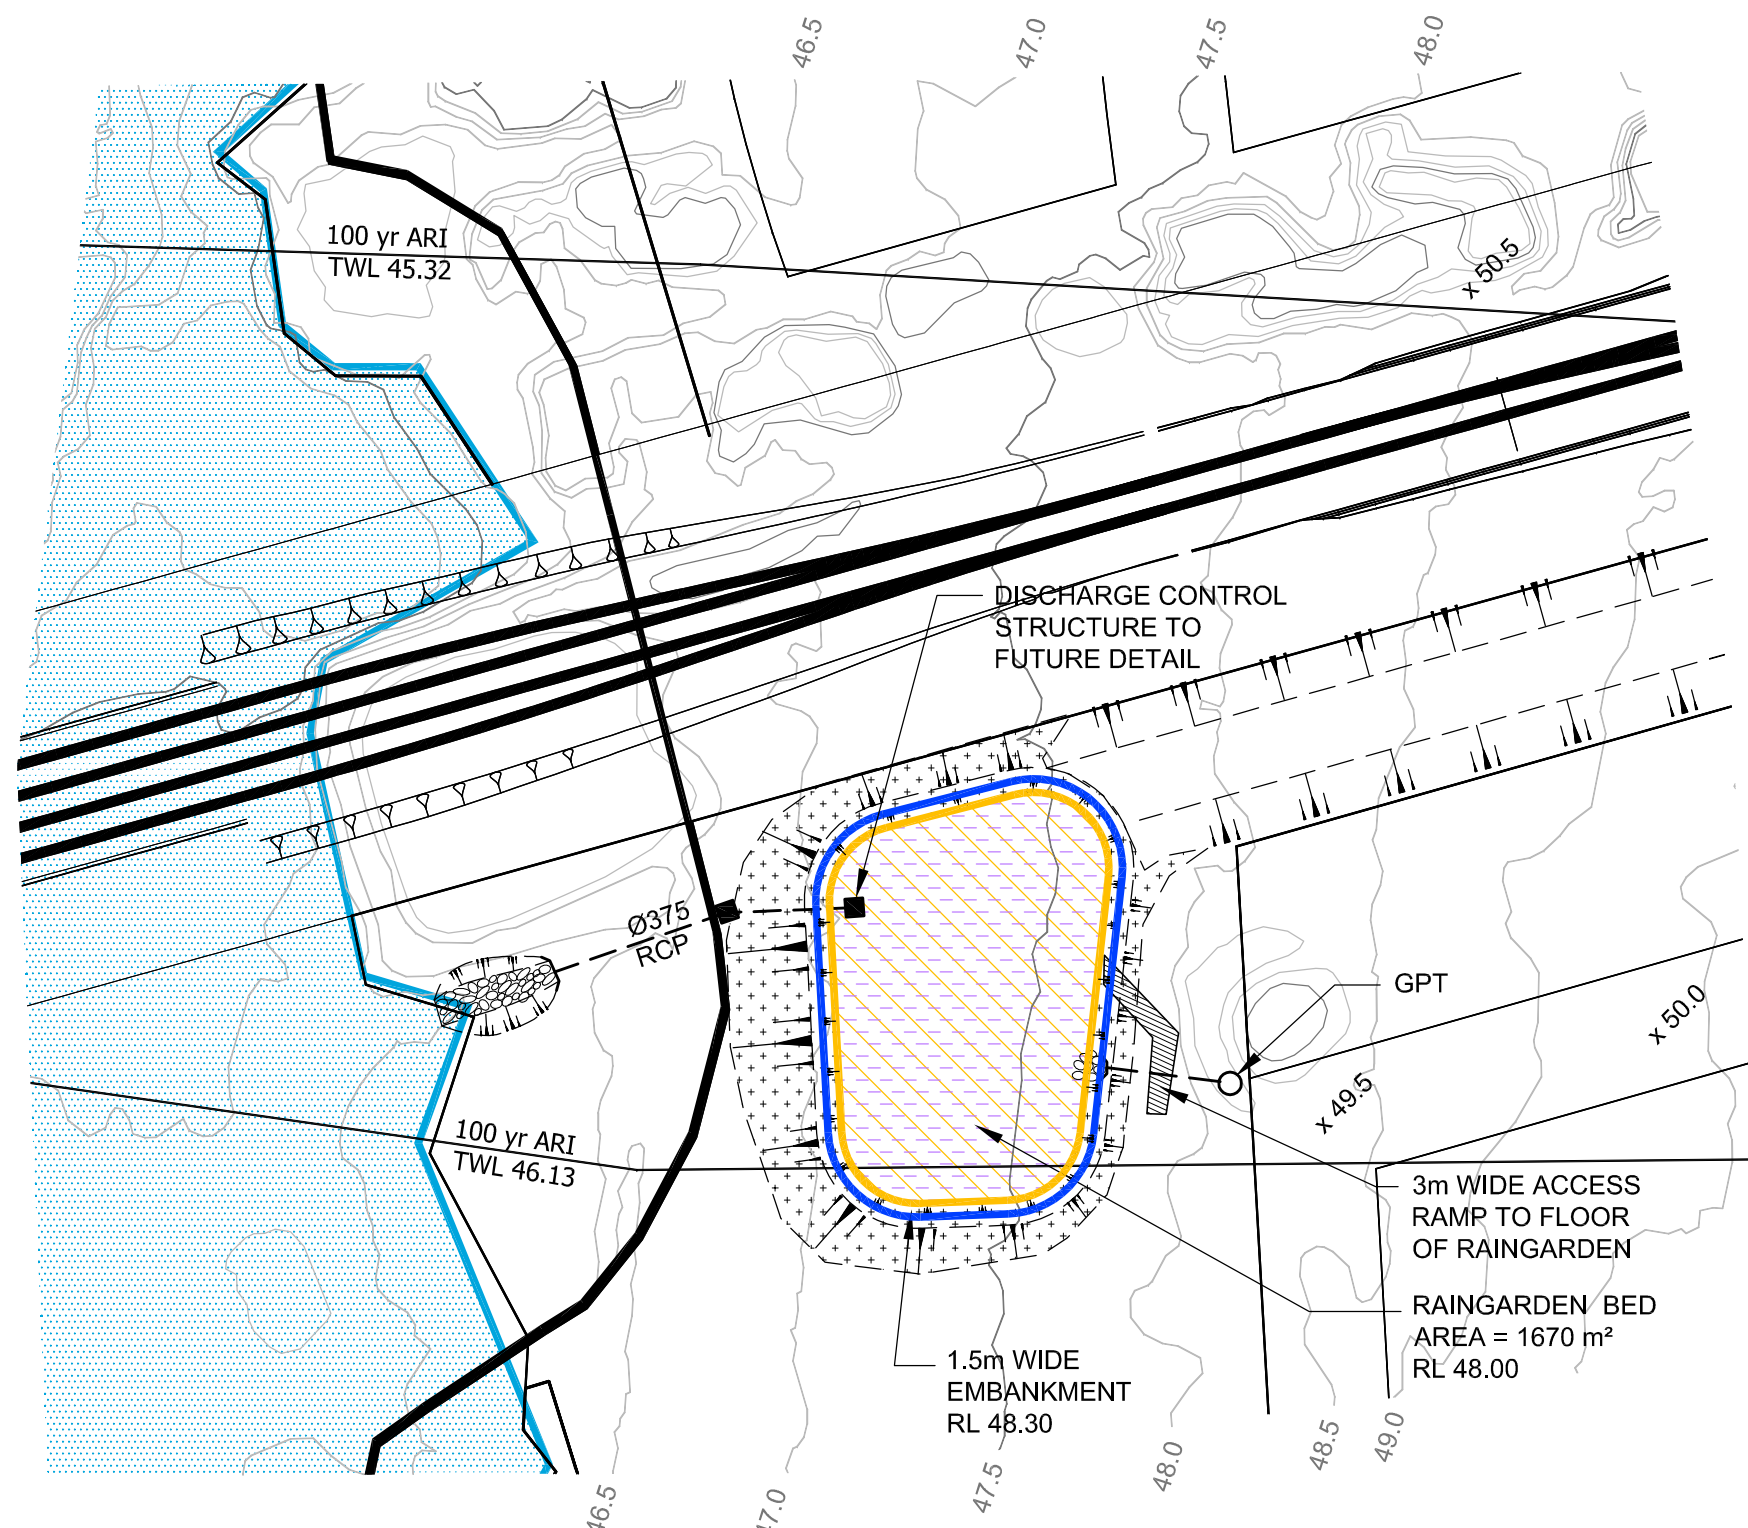 46.5
47.0
47.5
48.0
100 yr ARI
TWL 45.32
x 50.5
DISCHARGE CONTROL
STRUCTURE TO
FUTURE DETAIL
Ø375
RCP
GPT
x 50.0
x 49.5
100 yr ARI
TWL 46.13
3m WIDE ACCESS
RAMP TO FLOOR
OF RAINGARDEN
RAINGARDEN BED
AREA = 1670 m²
RL 48.00
1.5m WIDE
EMBANKMENT
RL 48.30
46.5
47.0
47.5
48.0
48.5
49.0